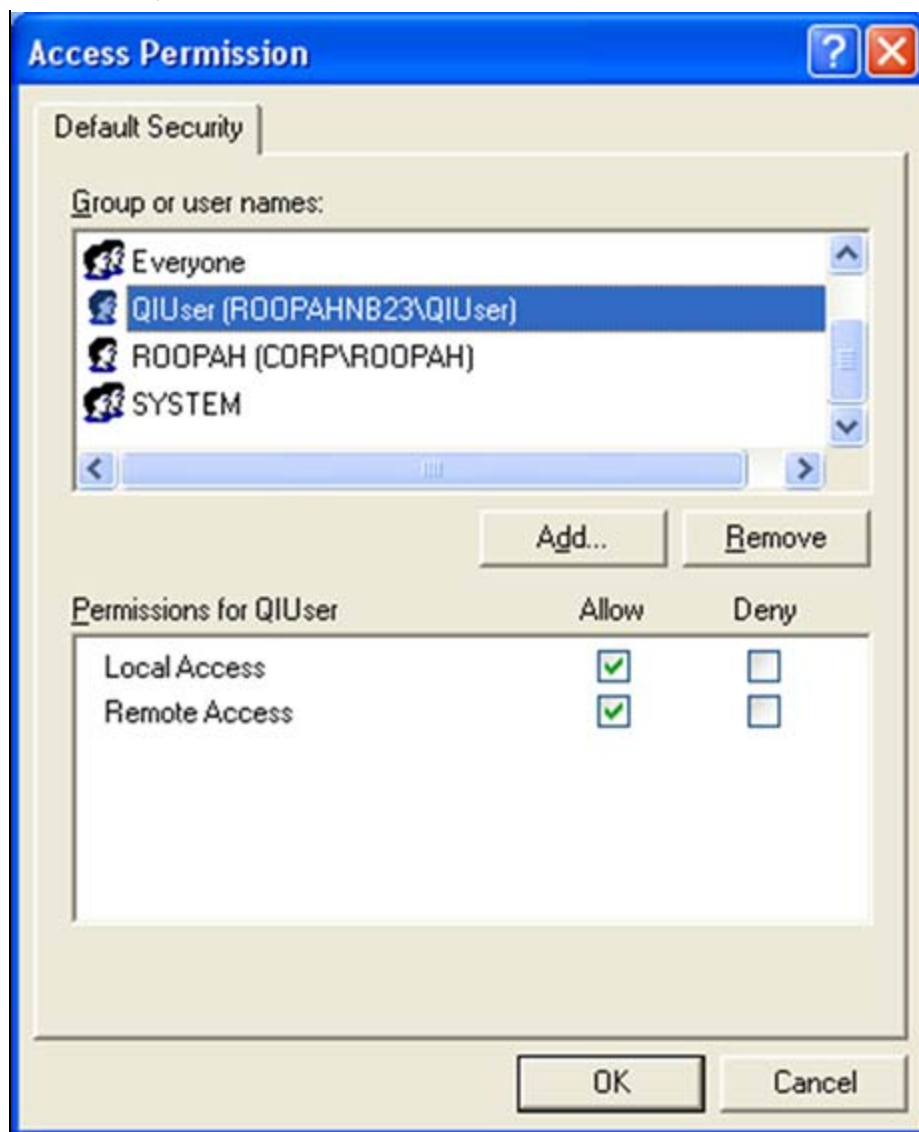 Access Permission
Default Security
Group or user names:
Everyone
QIUser (ROOPAHNB23\QIUser)
ROOPAH (CORP\ROOPAH)
SYSTEM
Add... Remove
Permissions for QIUser Allow Deny
Local Access
Remote Access
OK Cancel